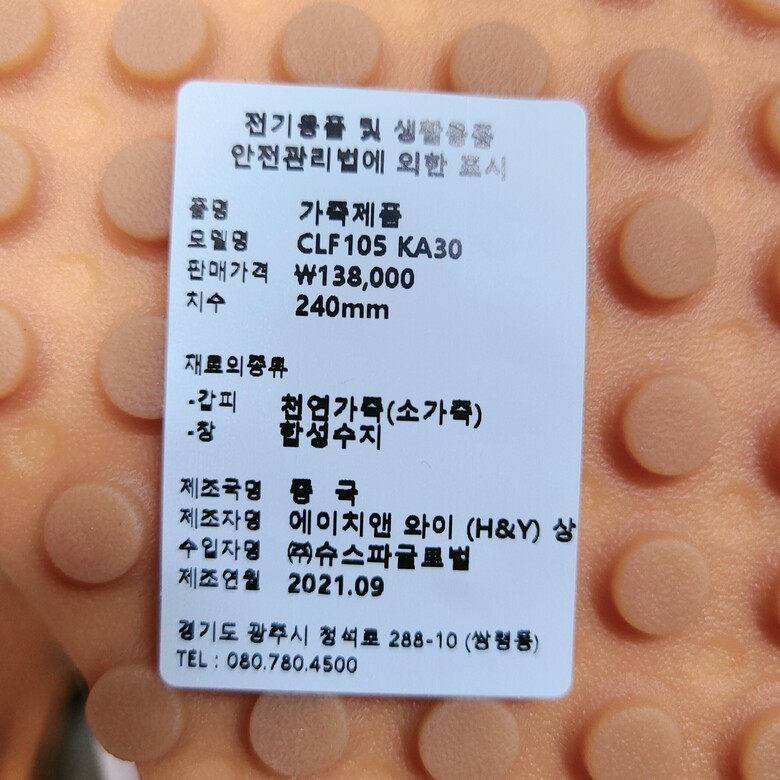 전기용품 및 생활용품
안전관리법에 의한 표시
품명 가죽제품
모델명 CLF105 KA30
판매가격 ₩138,000
치수 240mm
재료의종류
-갑피 천연가죽(소가죽)
-창 합성수지
제조국명 중 국
제조자명 에이치앤 와이 (H&Y) 상
수입자명 ㈜슈스파글로벌
제조연월 2021.09
경기도 광주시 청석로 288-10 (쌍령동)
TEL : 080.780.4500